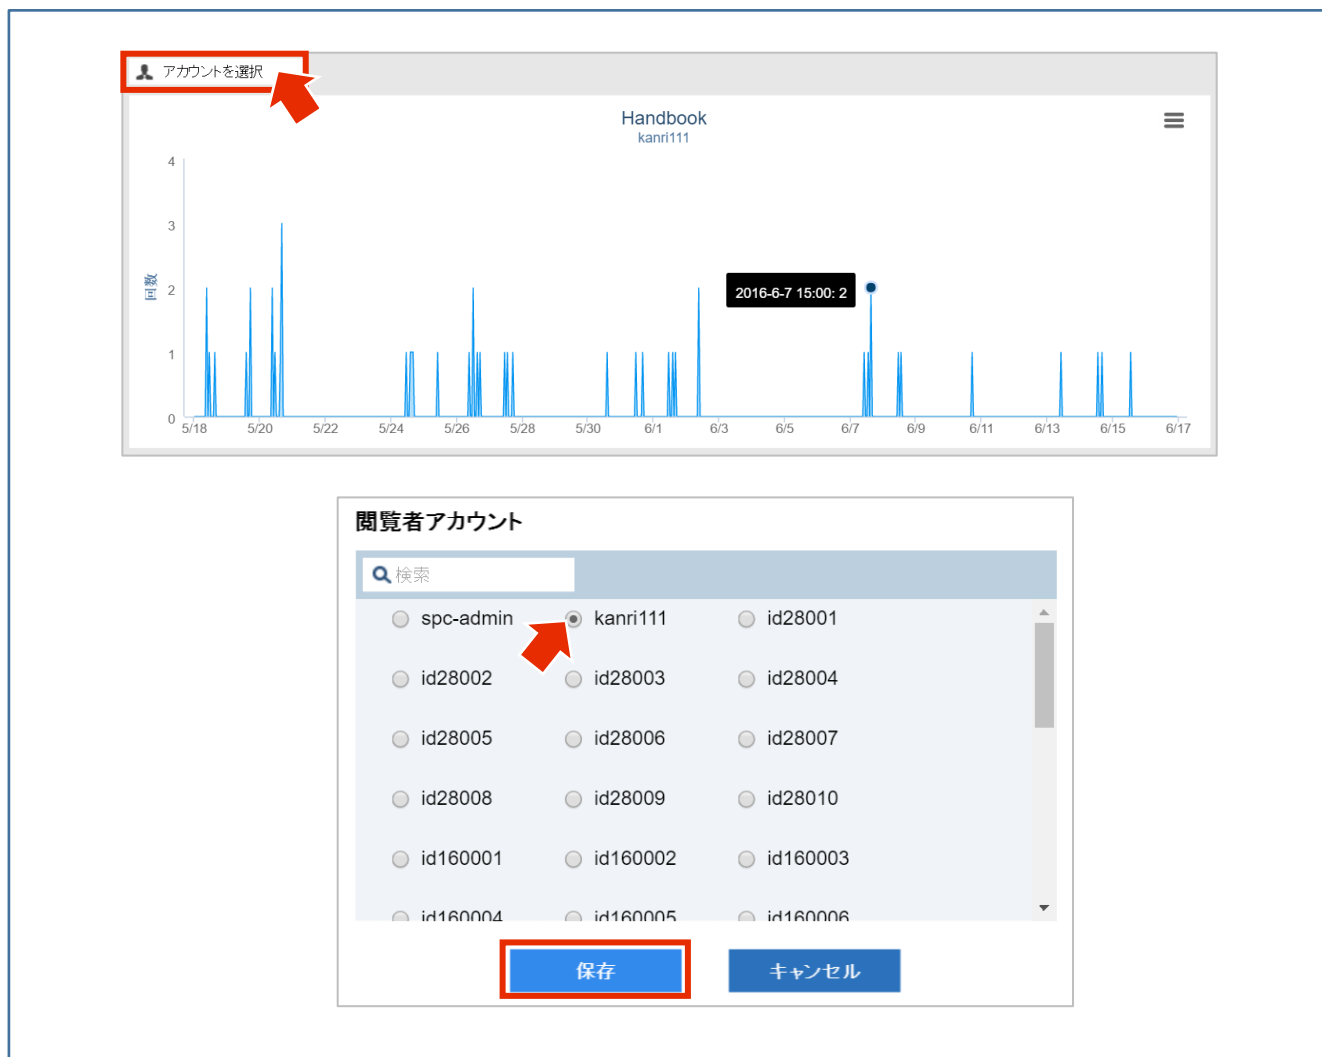 アカウントを選択
Handbook
kanri111
4
3
2
1
0
回数
2016-6-7 15:00: 2
5/18 5/20 5/22 5/24 5/26 5/28 5/30 6/1 6/3 6/5 6/7 6/9 6/11 6/13 6/15 6/17
閲覧者アカウント
検索
spc-admin kanri111 id28001
id28002 id28003 id28004
id28005 id28006 id28007
id28008 id28009 id28010
id160001 id160002 id160003
id160004 id160005 id160006
保存 キャンセル